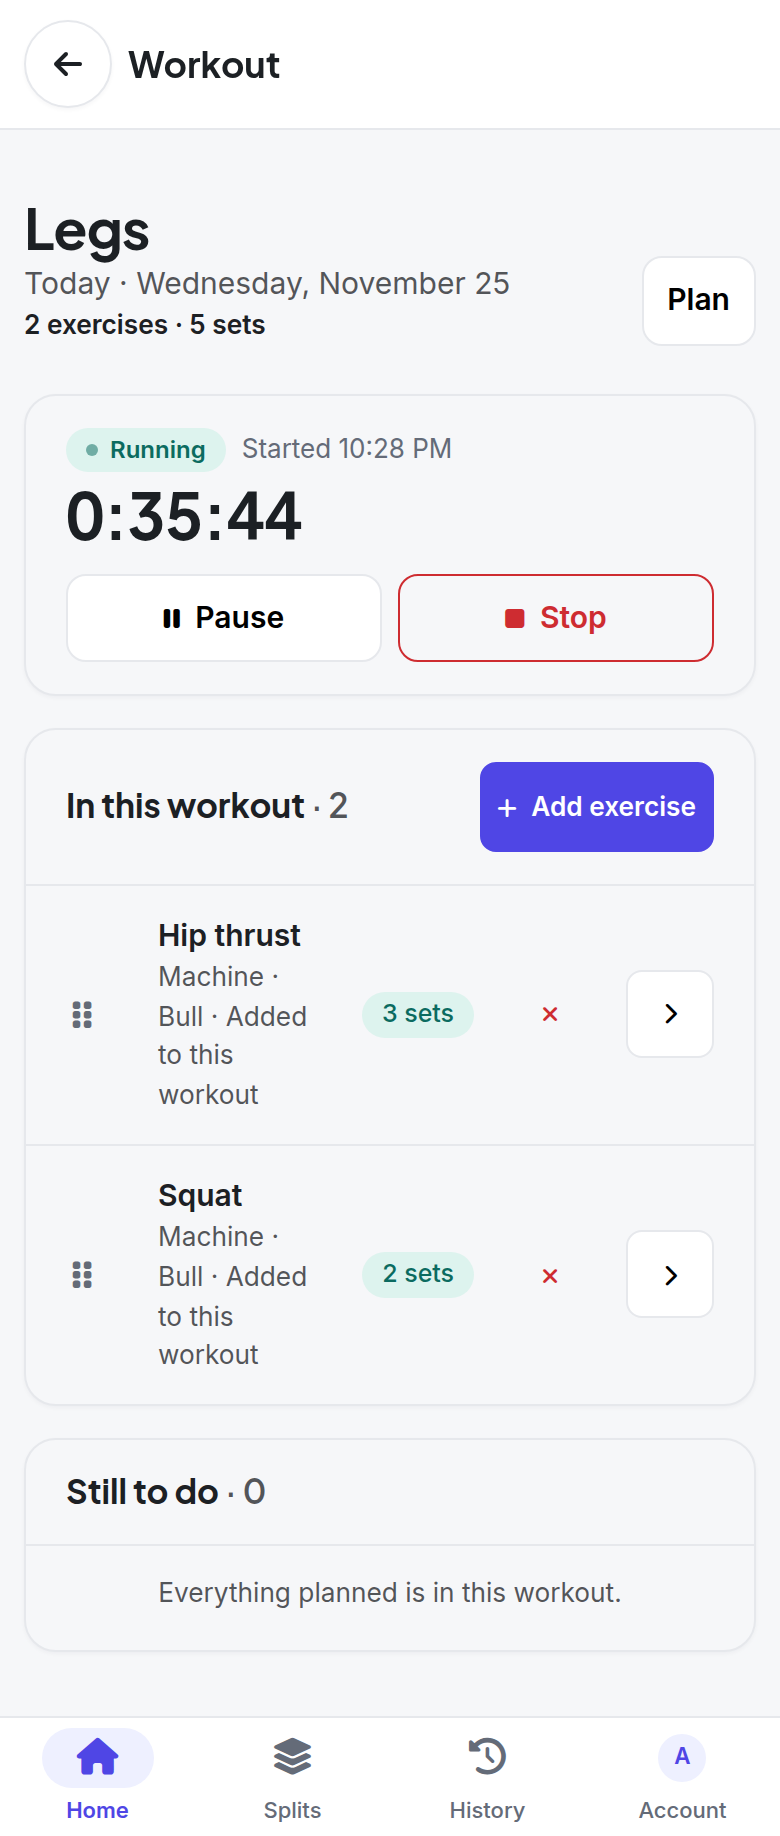 Workout
Legs
Today · Wednesday, November 25
2 exercises · 5 sets
Plan
Running
Started 10:28 PM
0:35:44
Pause
Stop
In this workout · 2
+ Add exercise
Hip thrust
Machine ·
Bull · Added
to this
workout
3 sets
Squat
Machine ·
Bull · Added
to this
workout
2 sets
Still to do · 0
Everything planned is in this workout.
Home
Splits
History
A
Account